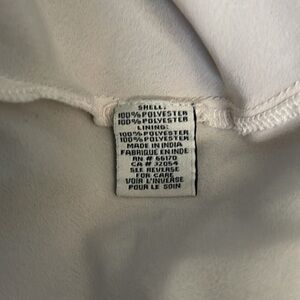 SHELL:
100% POLYESTER
100% POLYESTER
LINING:
100% POLYESTER
100% POLYESTER
MADE IN INDIA
FABRIQUE EN INDE
RN # 66170
CA # 32054
SEE REVERSE
FOR CARE
VOIR L'INVERSE
POUR LE SOIN